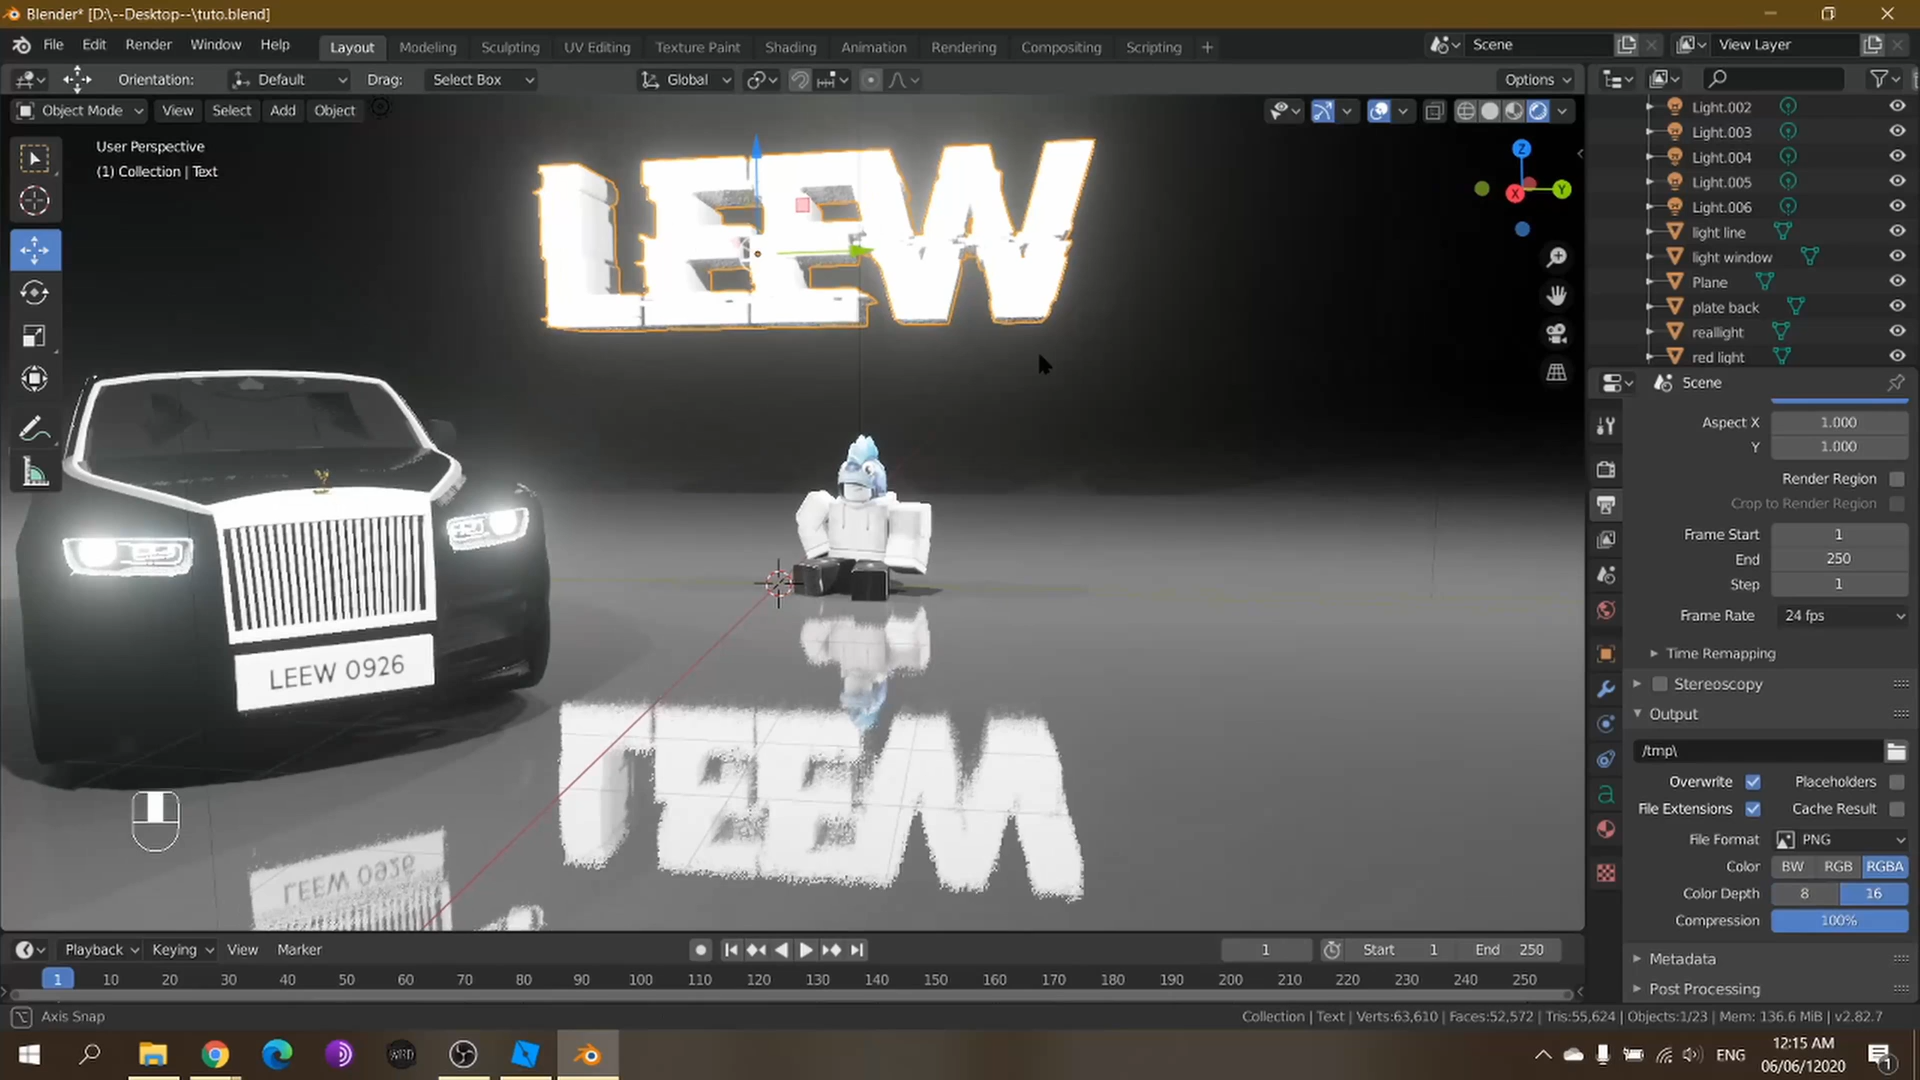 Blender* [D:\--Desktop--\tuto.blend]
File Edit Render Window Help Layout Modeling Sculpting UV Editing Texture Paint Shading Animation Rendering Compositing Scripting + Scene View Layer
Orientation: Default Drag: Select Box Global Options
Object Mode View Select Add Object
User Perspective
(1) Collection | Text
Z
X Y
LEEW
LEEW 0926
Light.002
Light.003
Light.004
Light.005
Light.006
light line
light window
Plane
plate back
reallight
red light
Scene
Aspect X 1.000
Y 1.000
Render Region
Crop to Render Region
Frame Start 1
End 250
Step 1
Frame Rate 24 fps
Time Remapping
Stereoscopy
Output
/tmp\
Overwrite Placeholders
File Extensions Cache Result
File Format PNG
Color BW RGB RGBA
Color Depth 8 16
Compression 100%
Metadata
Post Processing
Playback Keying View Marker 1 Start 1 End 250
1 10 20 30 40 50 60 70 80 90 100 110 120 130 140 150 160 170 180 190 200 210 220 230 240 250
Axis Snap Collection | Text | Verts:63,610 | Faces:52,572 | Tris:55,624 | Objects:1/23 | Mem: 136.6 MiB | v2.82.7
ENG 12:15 AM
06/06/2020
1